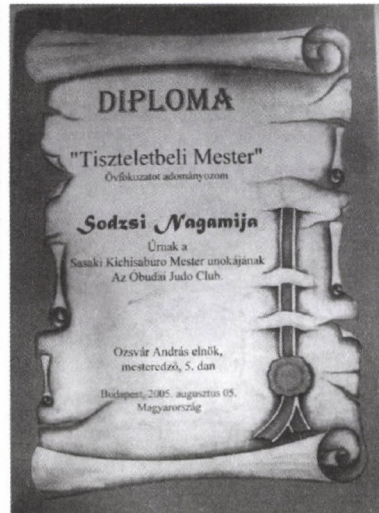 DIPLOMA
"Tiszteletbeli Mester"
Övfokozatot adományozom
Sodzsi Nagamija
Úrnak a
Sasaki Kichisaburo Mester unokájának
Az Óbudai Judo Club.
Ozsvár András elnök,
mesteredző, 5. dan
Budapest, 2005. augusztus 05.
Magyarország